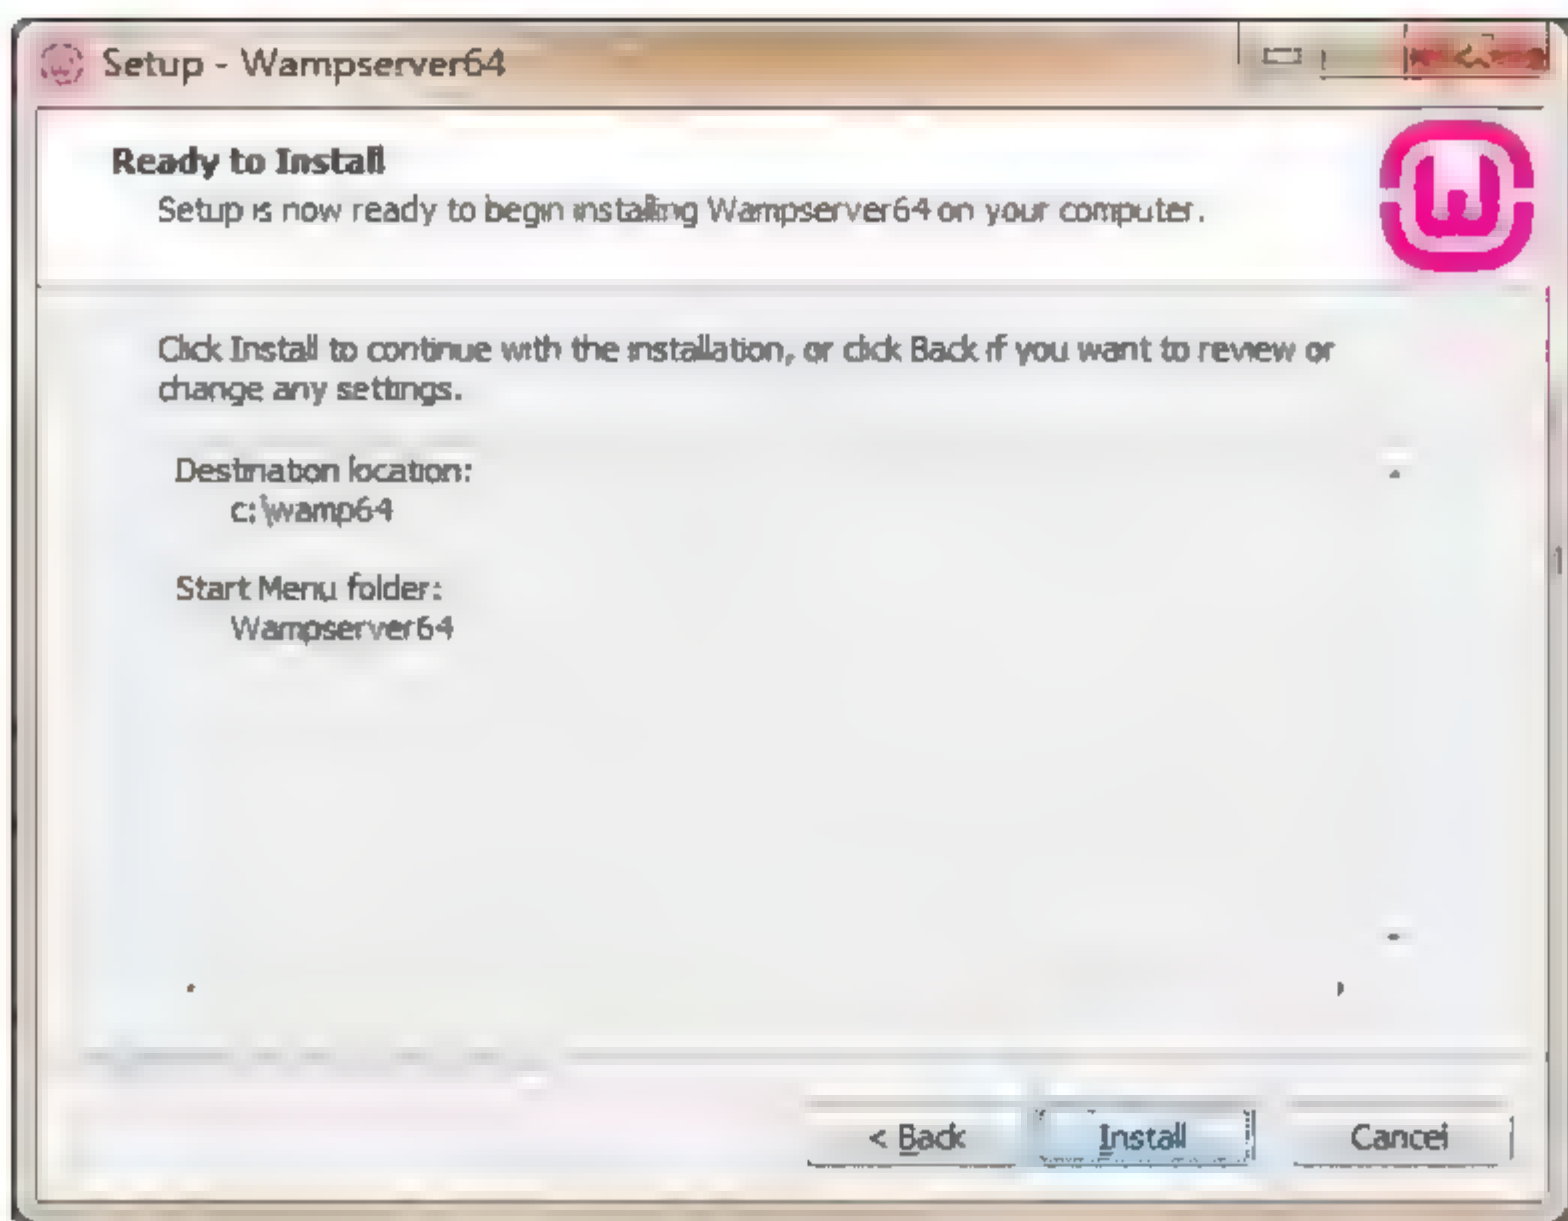 Setup - Wampserver64
Ready to Install
Setup is now ready to begin installing Wampserver64 on your computer.
Click Install to continue with the installation, or click Back if you want to review or
change any settings.
Destination location:
c:\wamp64
Start Menu folder:
Wampserver64
< Back Install Cancel